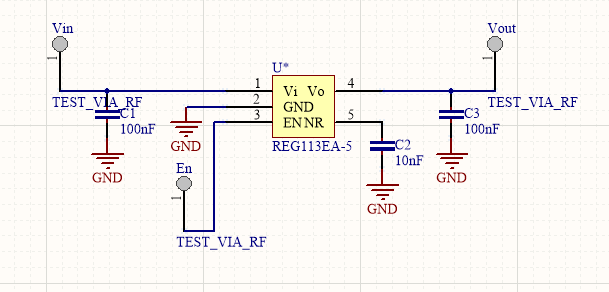 Vin
Vout
1
1
U*
1
Vi Vo
4
2
GND
3
EN NR
5
TEST_VIA_RF
TEST_VIA_RF
C1
100nF
C3
100nF
GND
REG113EA-5
C2
10nF
En
1
GND
GND
GND
TEST_VIA_RF